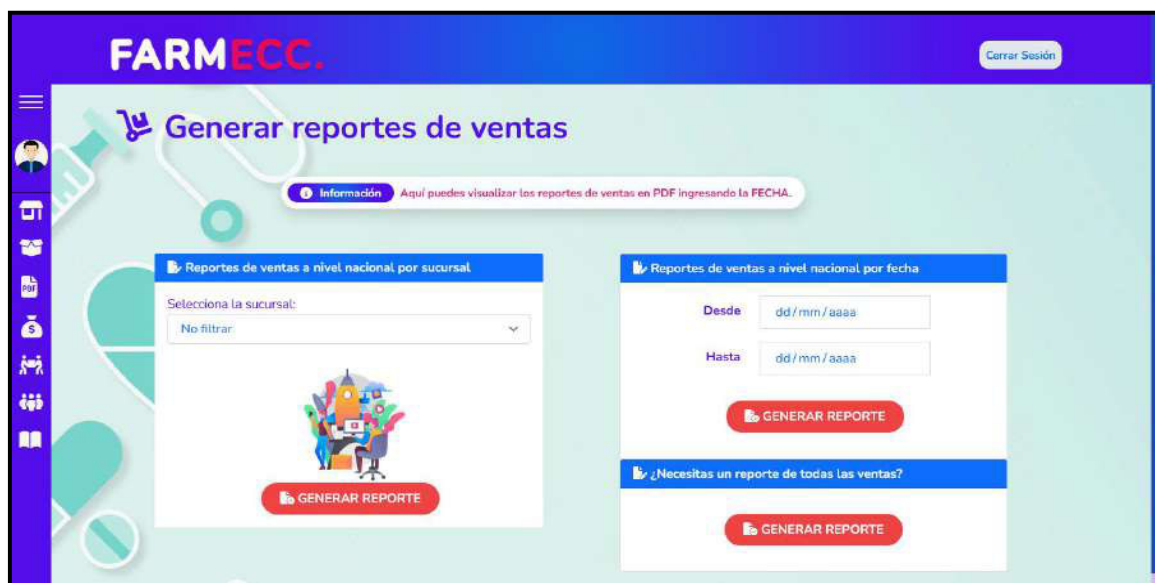 FARMECC.
Cerrar Sesión
Generar reportes de ventas
Información Aquí puedes visualizar los reportes de ventas en PDF ingresando la FECHA.
Reportes de ventas a nivel nacional por sucursal
Selecciona la sucursal:
No filtrar
GENERAR REPORTE
Reportes de ventas a nivel nacional por fecha
Desde dd/mm/aaaa
Hasta dd/mm/aaaa
GENERAR REPORTE
¿Necesitas un reporte de todas las ventas?
GENERAR REPORTE
PDF